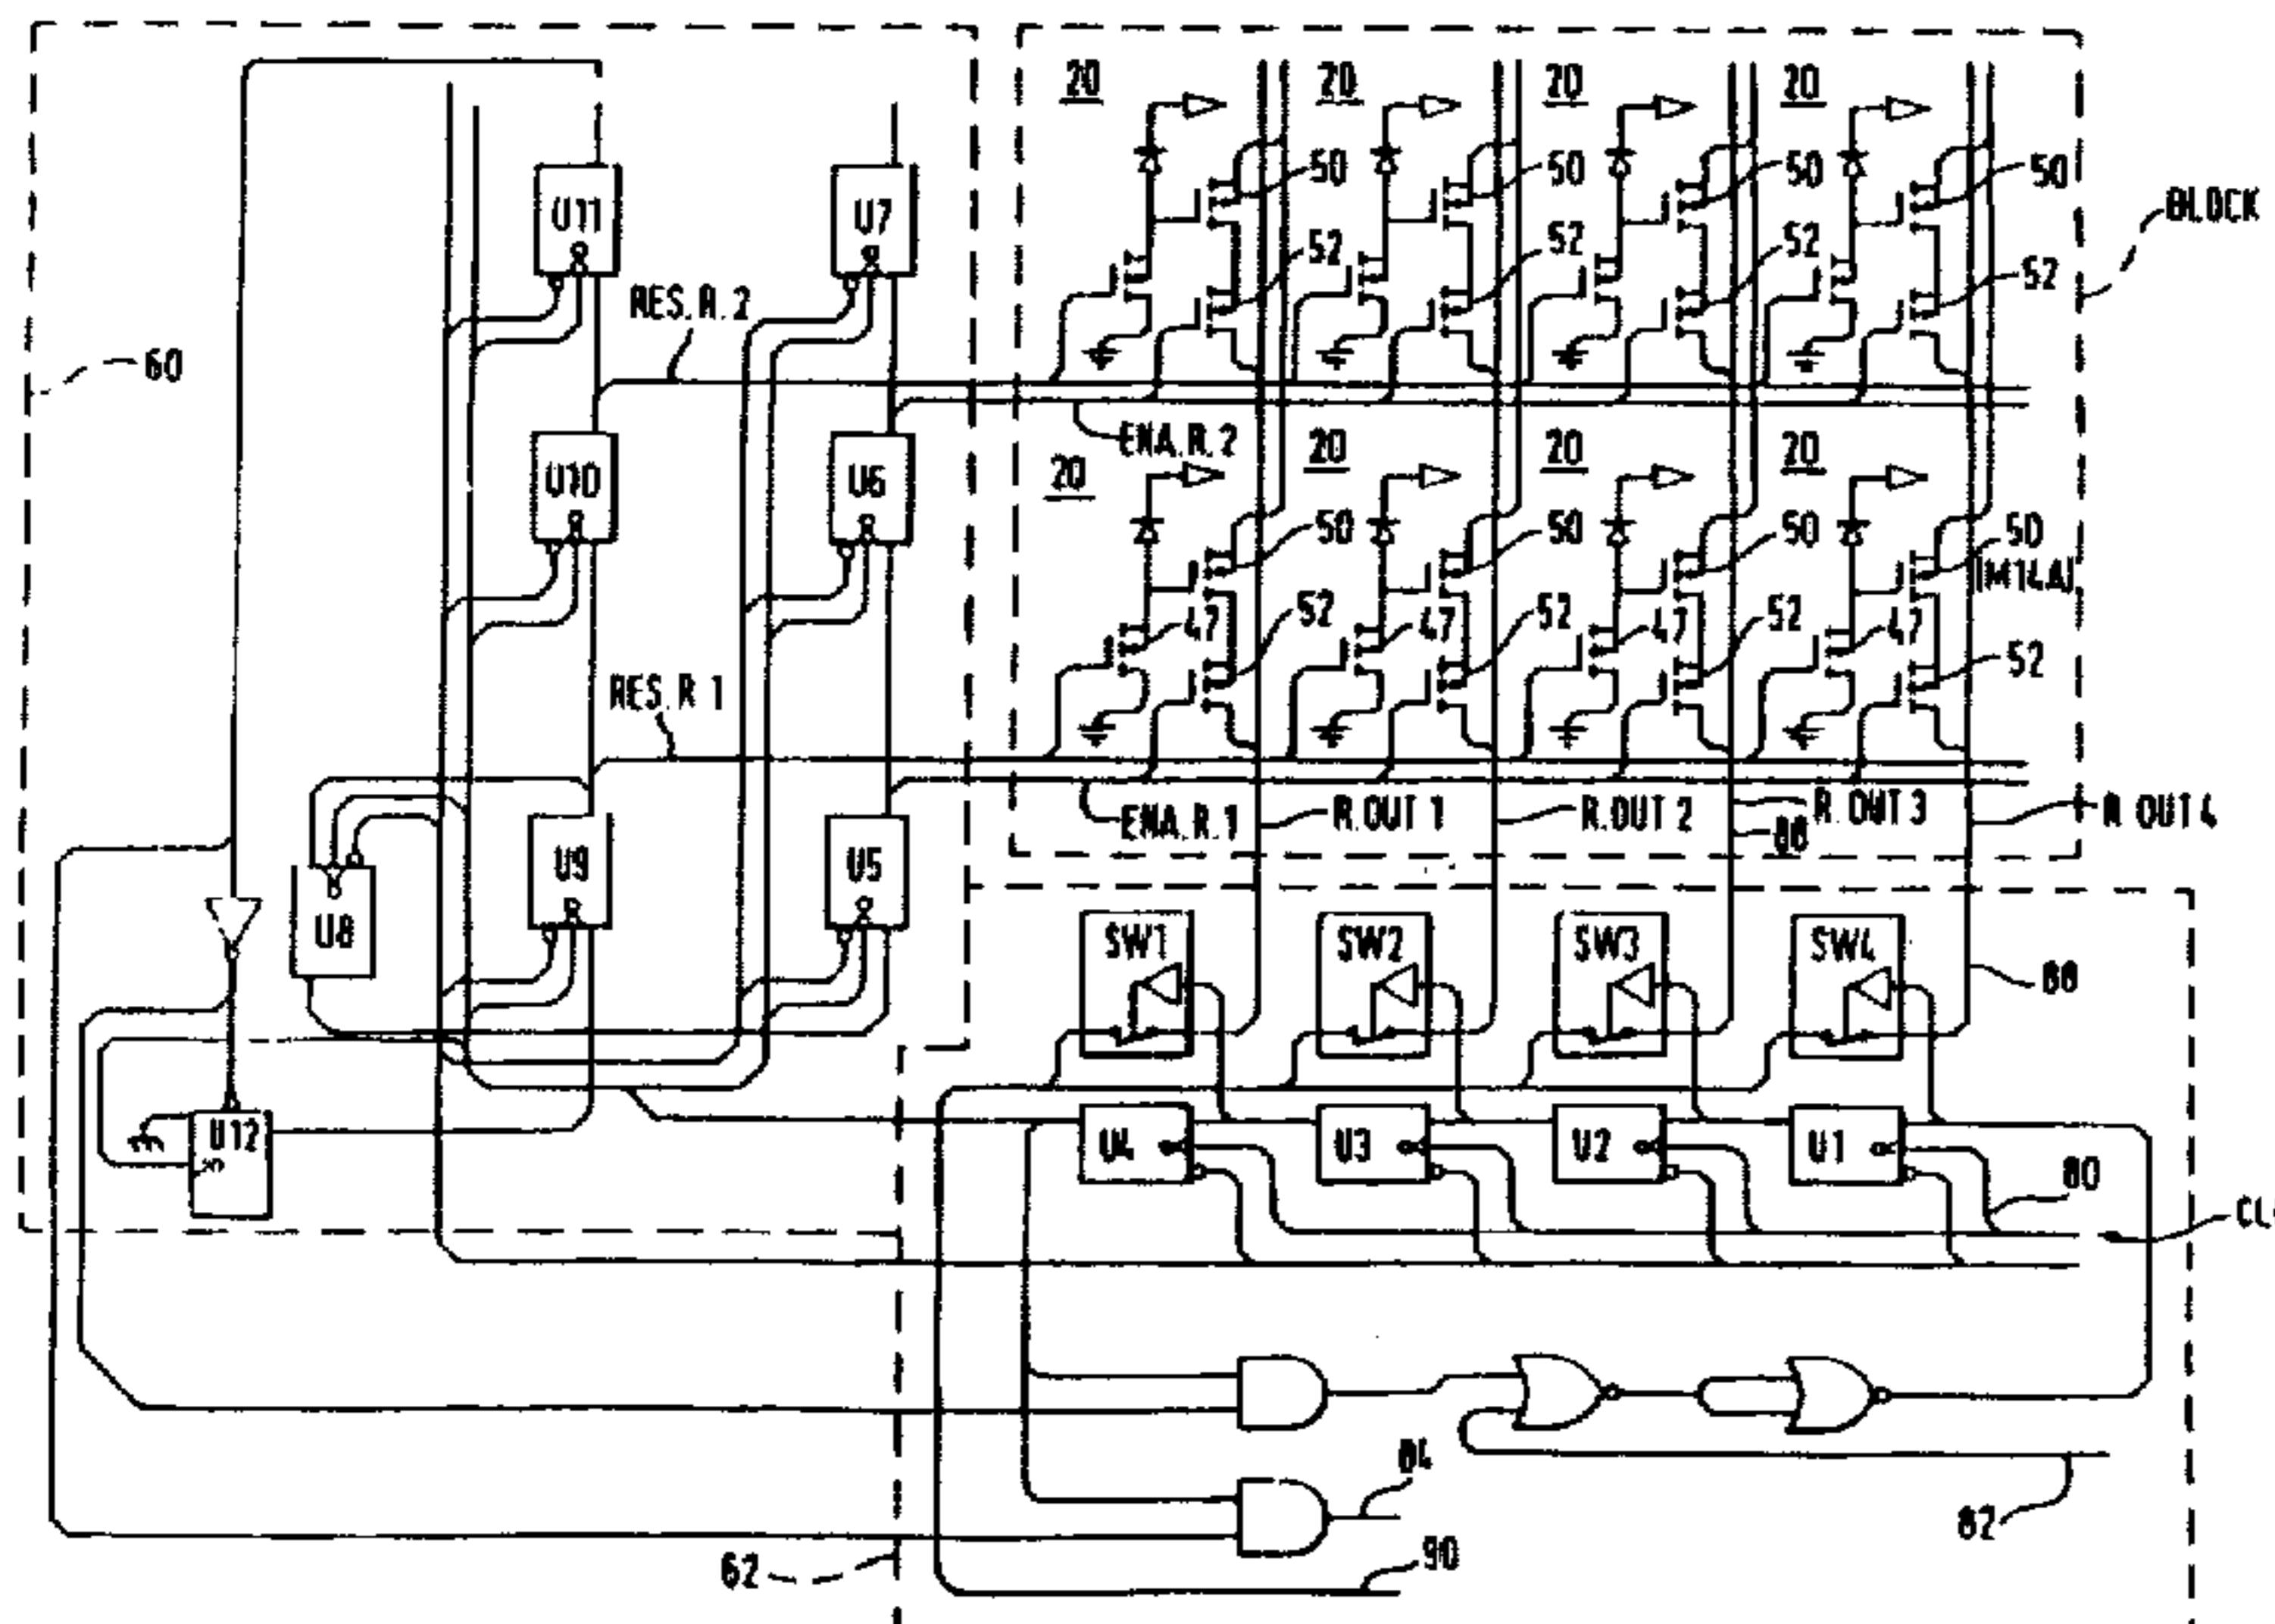 20 20 20 20
U11 U7 50 50 50 50
BLOCK
RES.R.2 52 52 52 52
60
ENA.R.2
20 20 20 20
U10 U6 50 50 50 50
(M14A)
47 52 47 52 47 52 47 52
RES.R 1
ENA.R.1 R.OUT 1 R.OUT 2 R.OUT 3 R OUT 4
88
U8 U9 U5
SW1 SW2 SW3 SW4
88
U12 U4 U3 U2 U1
80
84
82
62 90